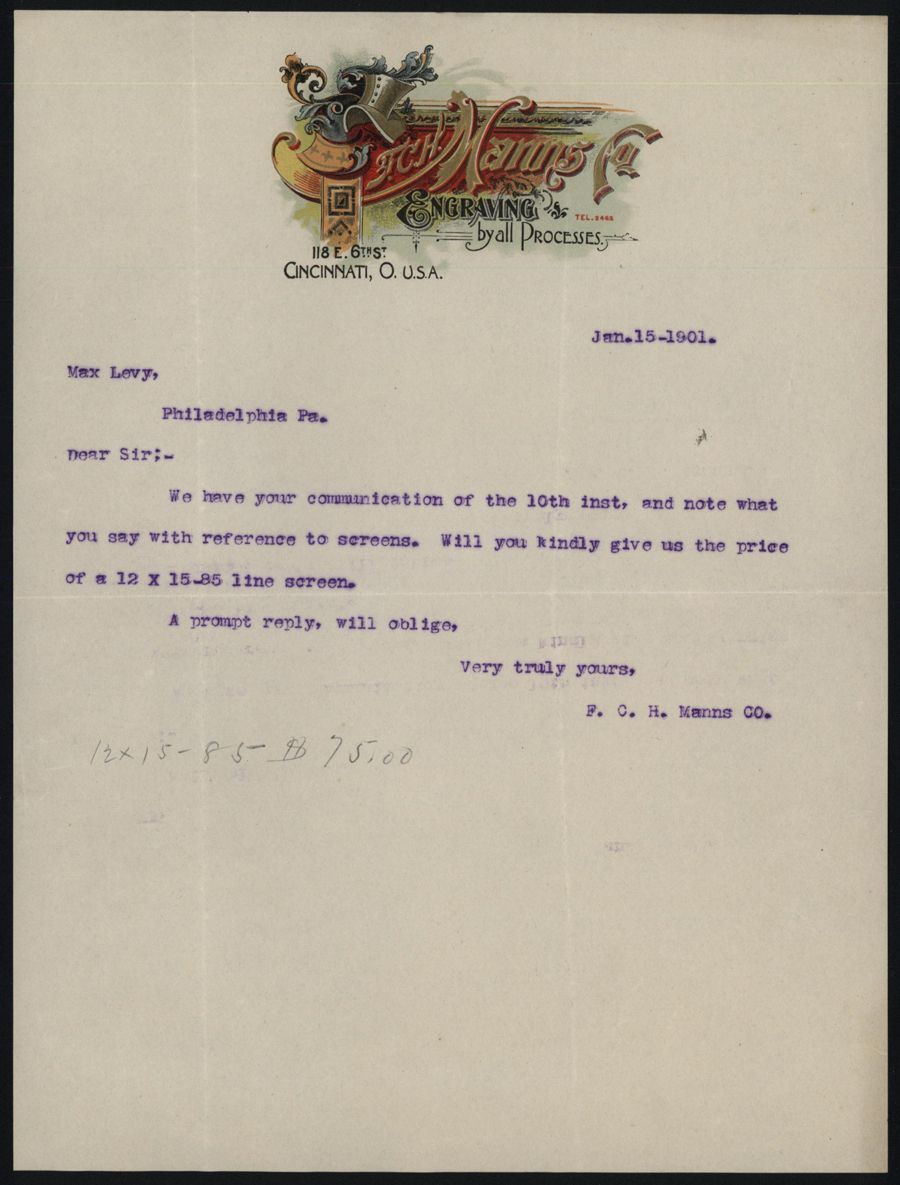 F.C.H. Manns Co
ENGRAVING
by all PROCESSES.
TEL. 2462
118 E. 6TH ST.
CINCINNATI, O. U.S.A.
Jan.15-1901.
Max Levy,
Philadelphia Pa.
Dear Sir;-
We have your communication of the 10th inst, and note what
you say with reference to screens. Will you kindly give us the price
of a 12 X 15-85 line screen.
A prompt reply, will oblige,
Very truly yours,
F. C. H. Manns CO.
12x15-85- $75.00